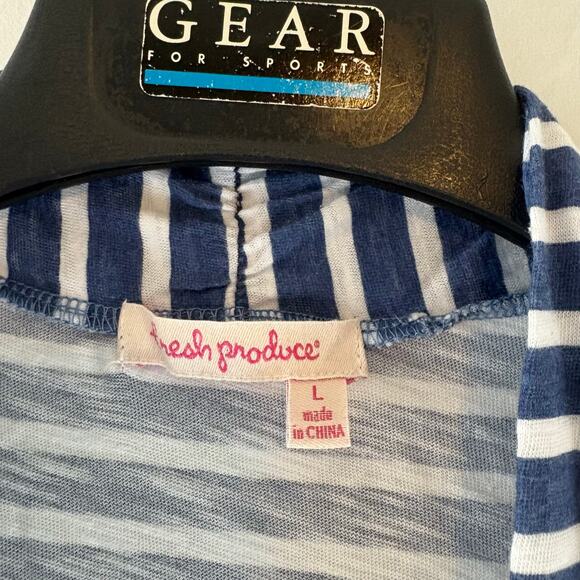 GEAR
FOR SPORTS
fresh produce®
L
made
in CHINA